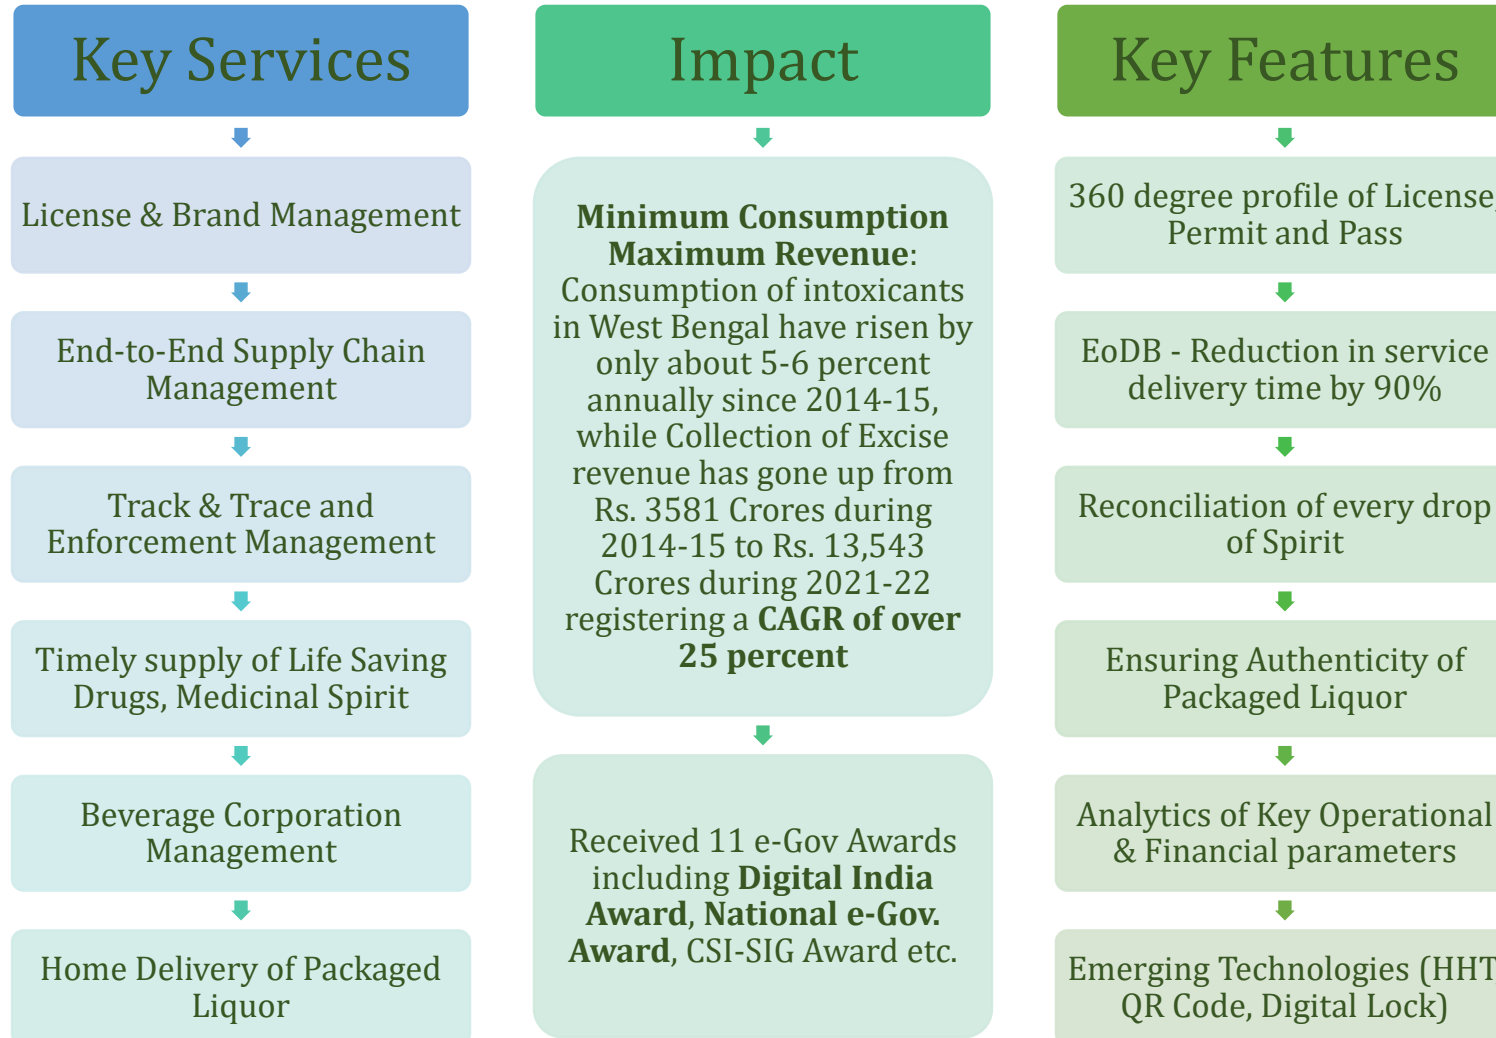 Key Services
License & Brand Management
End-to-End Supply Chain
Management
Track & Trace and
Enforcement Management
Timely supply of Life Saving
Drugs, Medicinal Spirit
Beverage Corporation
Management
Home Delivery of Packaged
Liquor
Impact
Minimum Consumption
Maximum Revenue:
Consumption of intoxicants
in West Bengal have risen by
only about 5-6 percent
annually since 2014-15,
while Collection of Excise
revenue has gone up from
Rs. 3581 Crores during
2014-15 to Rs. 13,543
Crores during 2021-22
registering a CAGR of over
25 percent
Received 11 e-Gov Awards
including Digital India
Award, National e-Gov.
Award, CSI-SIG Award etc.
Key Features
360 degree profile of License,
Permit and Pass
EoDB - Reduction in service
delivery time by 90%
Reconciliation of every drop
of Spirit
Ensuring Authenticity of
Packaged Liquor
Analytics of Key Operational
& Financial parameters
Emerging Technologies (HHT
QR Code, Digital Lock)